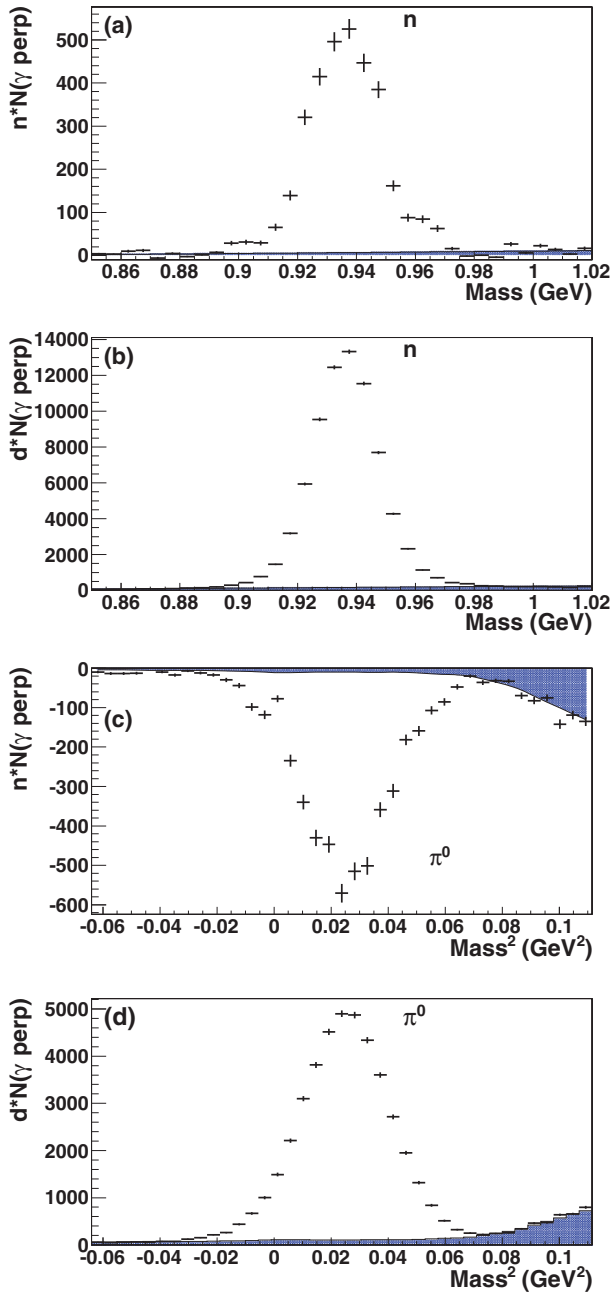 (a)
n
n*N(γ perp)
500
400
300
200
100
0
0.86 0.88 0.9 0.92 0.94 0.96 0.98 1 1.02
Mass (GeV)
(b)
n
d*N(γ perp)
14000
12000
10000
8000
6000
4000
2000
0
0.86 0.88 0.9 0.92 0.94 0.96 0.98 1 1.02
Mass (GeV)
(c)
n*N(γ perp)
0
-100
-200
-300
-400
-500
-600
π⁰
-0.06 -0.04 -0.02 0 0.02 0.04 0.06 0.08 0.1
Mass² (GeV²)
(d)
π⁰
d*N(γ perp)
5000
4000
3000
2000
1000
0
-0.06 -0.04 -0.02 0 0.02 0.04 0.06 0.08 0.1
Mass² (GeV²)